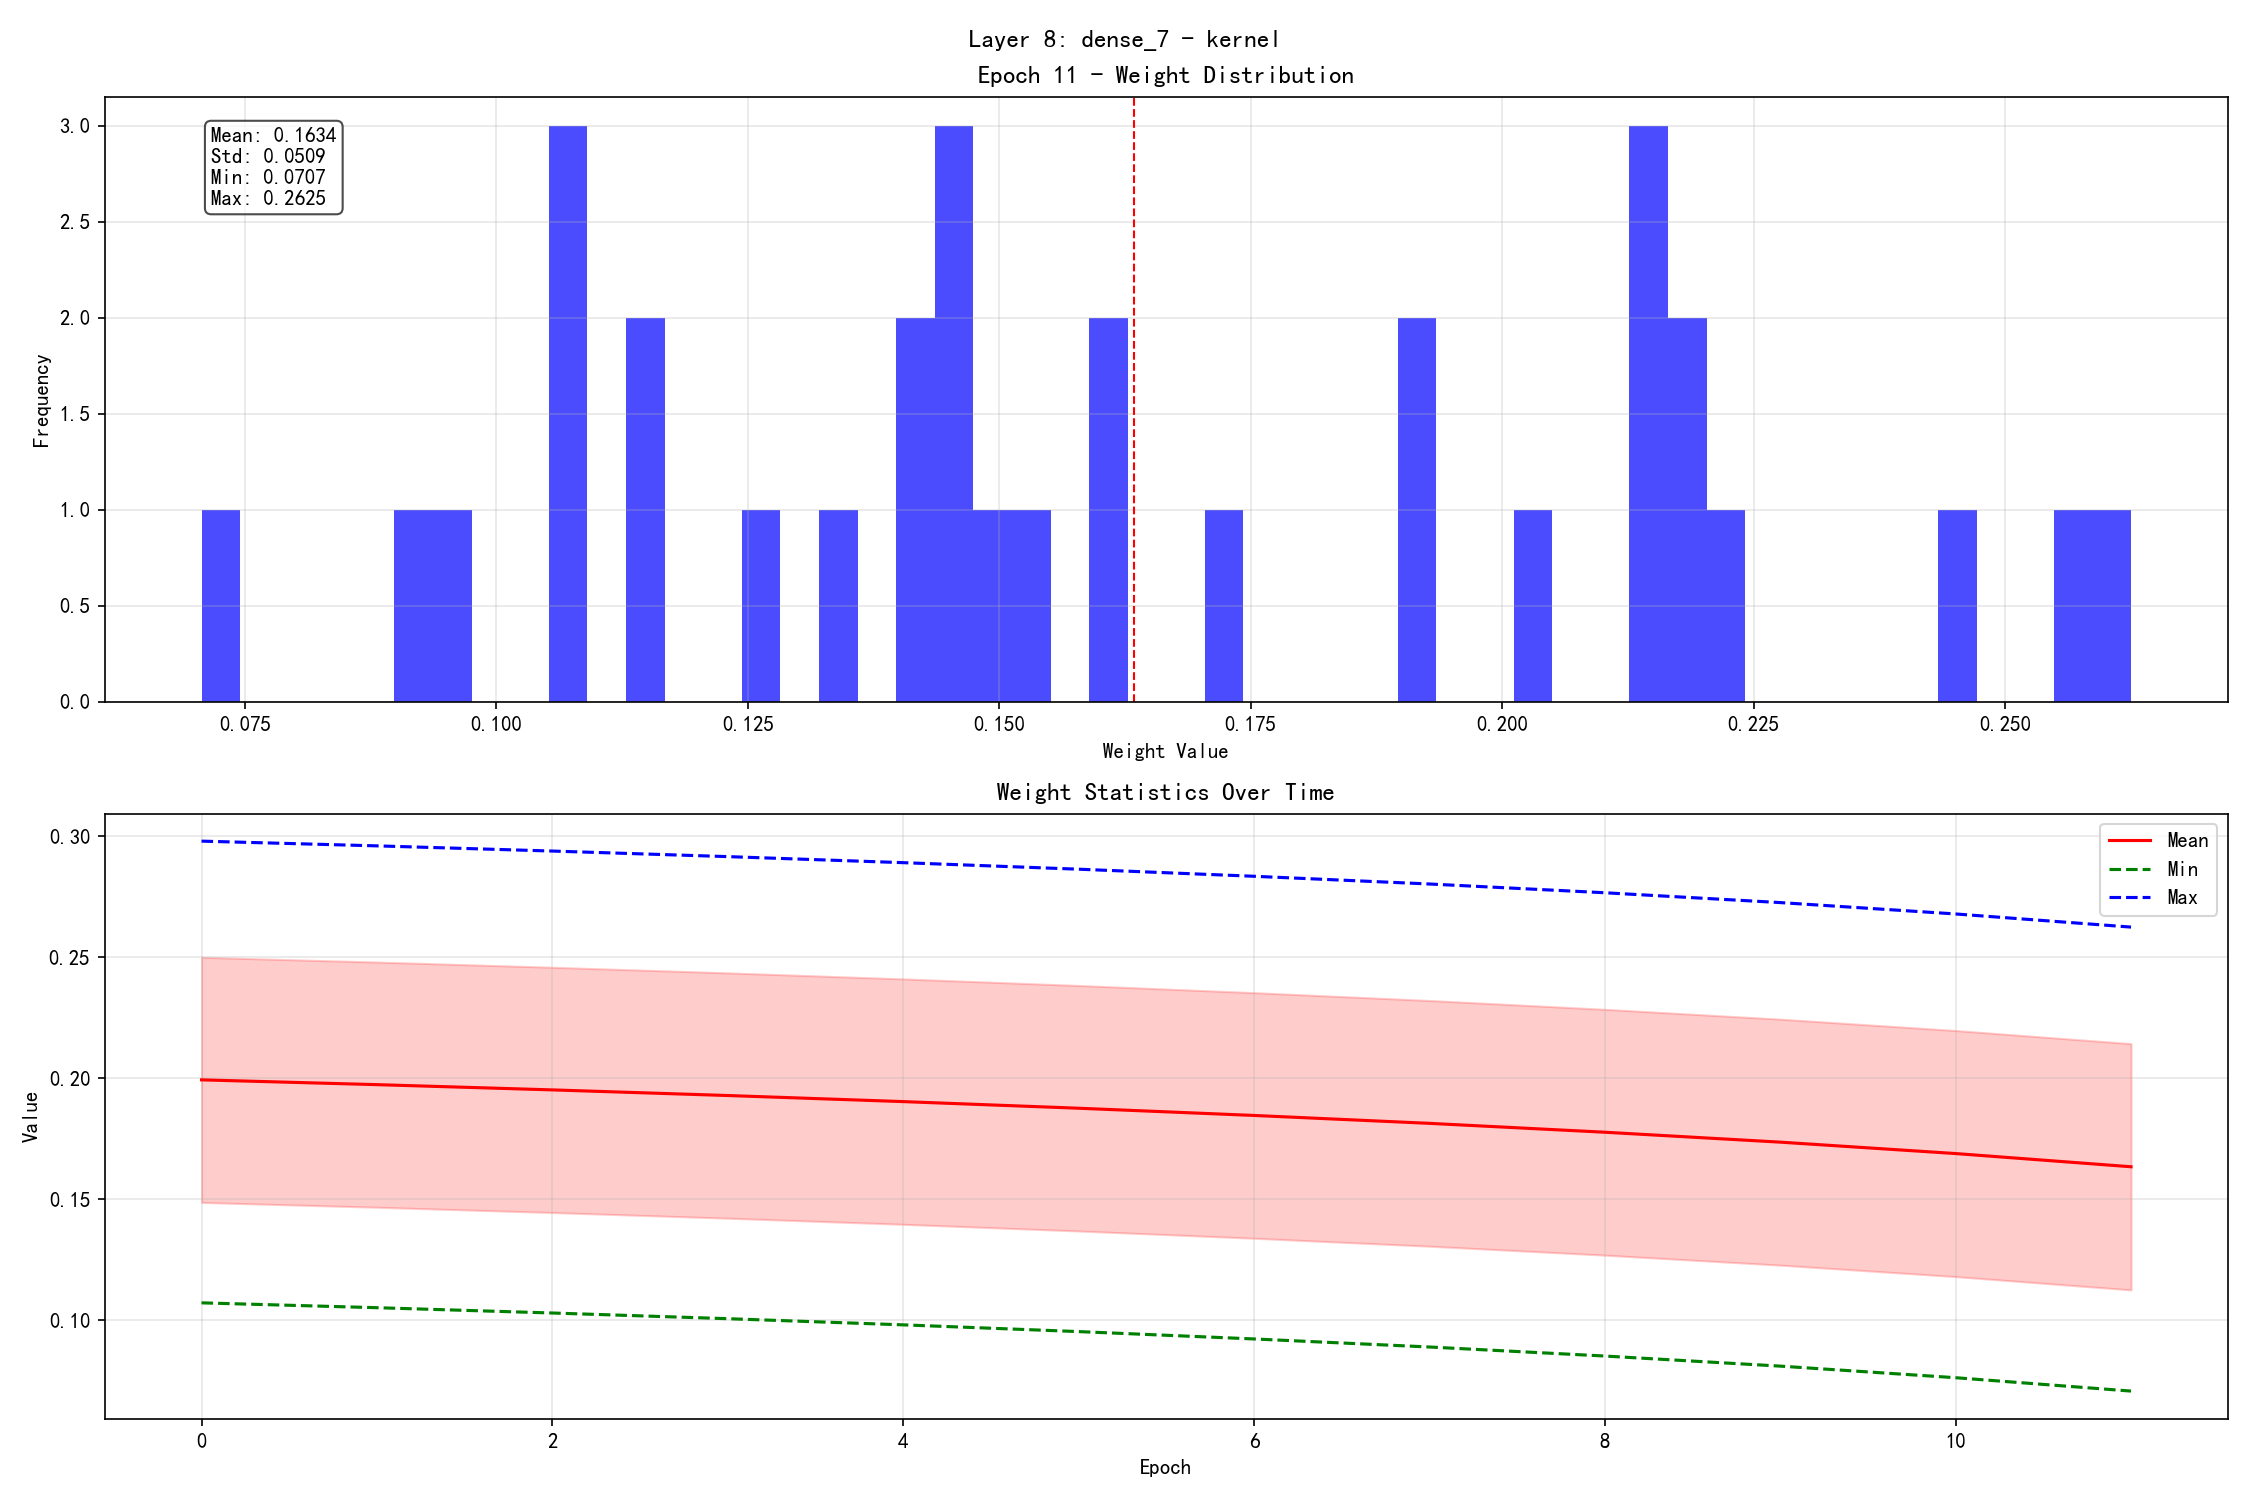 Layer 8: dense_7 - kernel
Epoch 11 - Weight Distribution
Mean: 0.1634
Std: 0.0509
Min: 0.0707
Max: 0.2625
3.0
2.5
2.0
1.5
1.0
0.5
0.0
Frequency
0.075 0.100 0.125 0.150 0.175 0.200 0.225 0.250
Weight Value
Weight Statistics Over Time
Mean
Min
Max
0.30
0.25
0.20
0.15
0.10
Value
0 2 4 6 8 10
Epoch